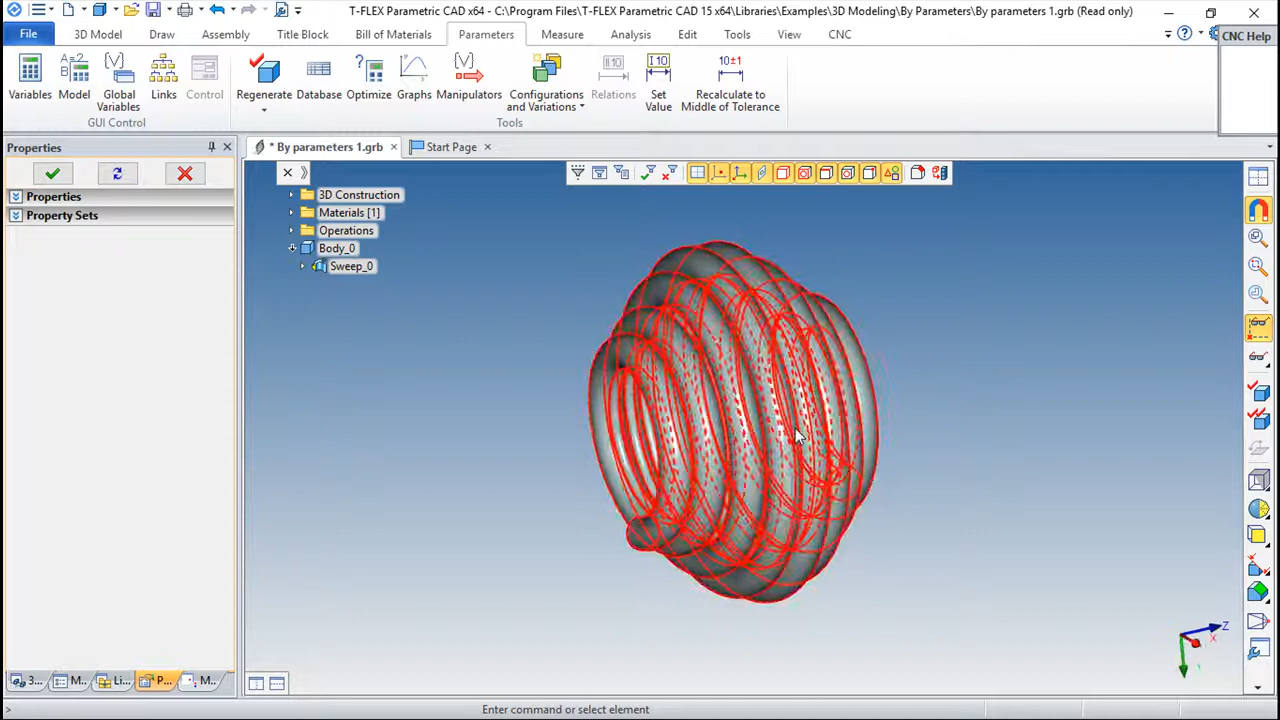 T-FLEX Parametric CAD x64 - C:\Program Files\T-FLEX Parametric CAD 15 x64\Libraries\Examples\3D Modeling\By Parameters\By parameters 1.grb (Read only)
File
3D Model
Draw
Assembly
Title Block
Bill of Materials
Parameters
Measure
Analysis
Edit
Tools
View
CNC
CNC Help
Variables
Model
Global Variables
Links
Control
GUI Control
Regenerate
Database
Optimize
Graphs
Manipulators
Configurations and Variations
Relations
Set Value
Recalculate to Middle of Tolerance
Tools
Properties
* By parameters 1.grb
Start Page
Properties
Property Sets
3D Construction
Materials [1]
Operations
Body_0
Sweep_0
Z
X
3...
M...
Li...
P...
M...
> Enter command or select element